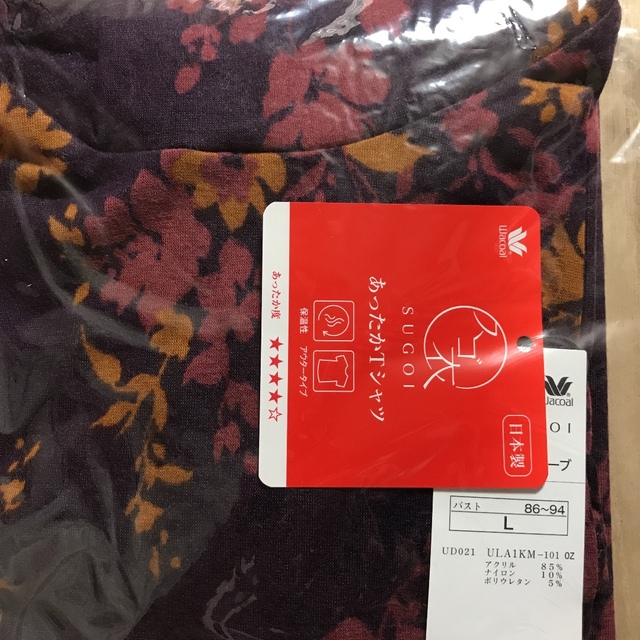 Wacoal
スゴ衣
SUGOI
あったかTシャツ
日本製
保温性
アウタータイプ
あったか度 ★★★★☆
Wacoal
GOI
ープ
バスト 86~94
L
UD021 ULA1KM-101 OZ
アクリル 85%
ナイロン 10%
ポリウレタン 5%